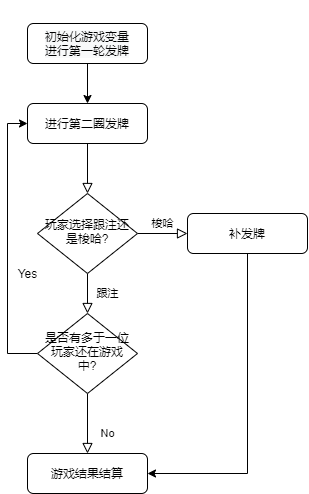 初始化游戏变量
进行第一轮发牌
进行第二圈发牌
玩家选择跟注还
是梭哈?
梭哈
补发牌
Yes
跟注
是否有多于一位
玩家还在游戏
中?
No
游戏结果结算